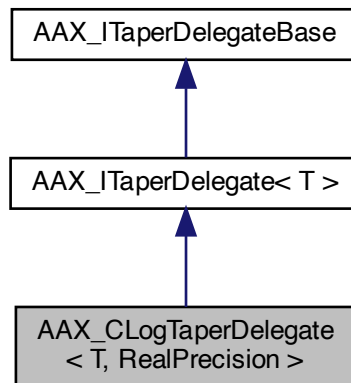 AAX_ITaperDelegateBase
AAX_ITaperDelegate< T >
AAX_CLogTaperDelegate
< T, RealPrecision >